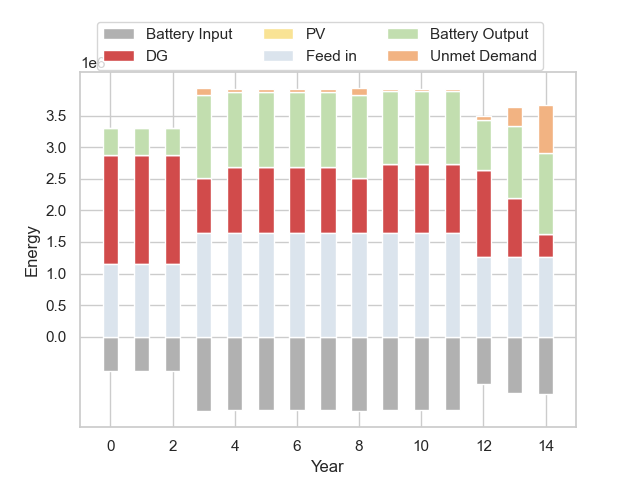 Battery Input PV Battery Output
DG Feed in Unmet Demand
1e6
3.5
3.0
2.5
2.0
1.5
1.0
0.5
0.0
Energy
0 2 4 6 8 10 12 14
Year